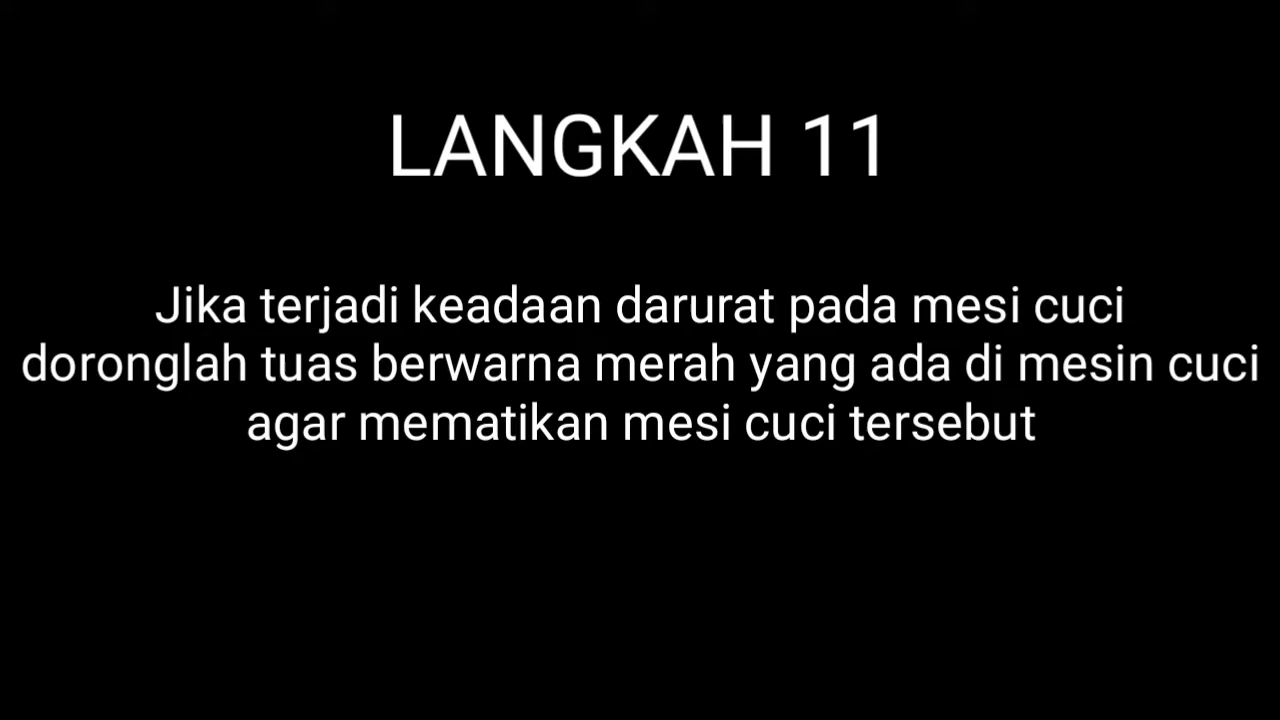 LANGKAH 11
Jika terjadi keadaan darurat pada mesi cuci
doronglah tuas berwarna merah yang ada di mesin cuci
agar mematikan mesi cuci tersebut